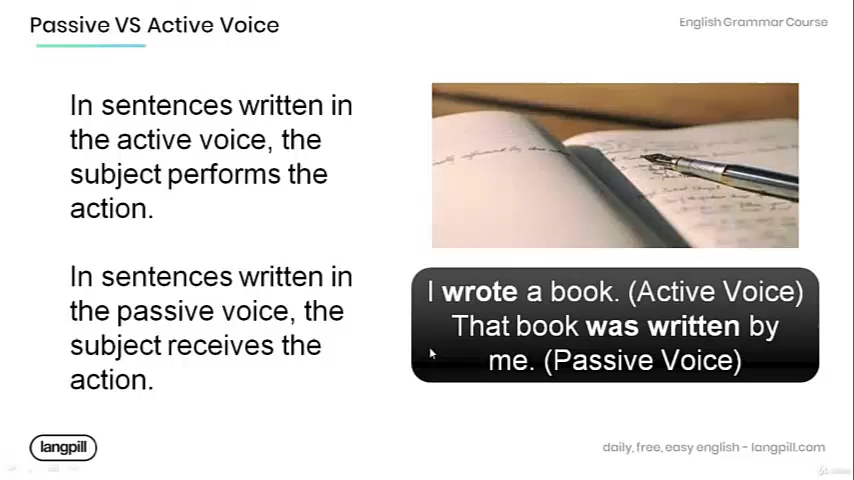 Passive VS Active Voice
English Grammar Course
In sentences written in
the active voice, the
subject performs the
action.
In sentences written in
the passive voice, the
subject receives the
action.
I wrote a book. (Active Voice)
That book was written by
me. (Passive Voice)
langpill
daily, free, easy english - langpill.com